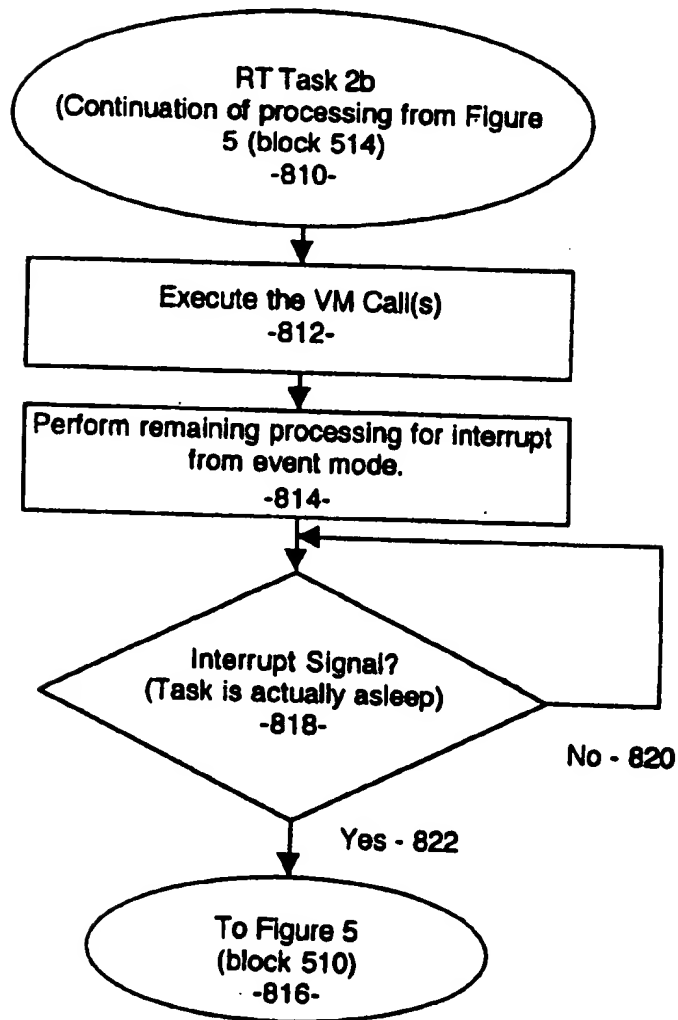 RT Task 2b
(Continuation of processing from Figure
5 (block 514)
-810-
Execute the VM Call(s)
-812-
Perform remaining processing for interrupt
from event mode.
-814-
Interrupt Signal?
(Task is actually asleep)
-818-
No - 820
Yes - 822
To Figure 5
(block 510)
-816-